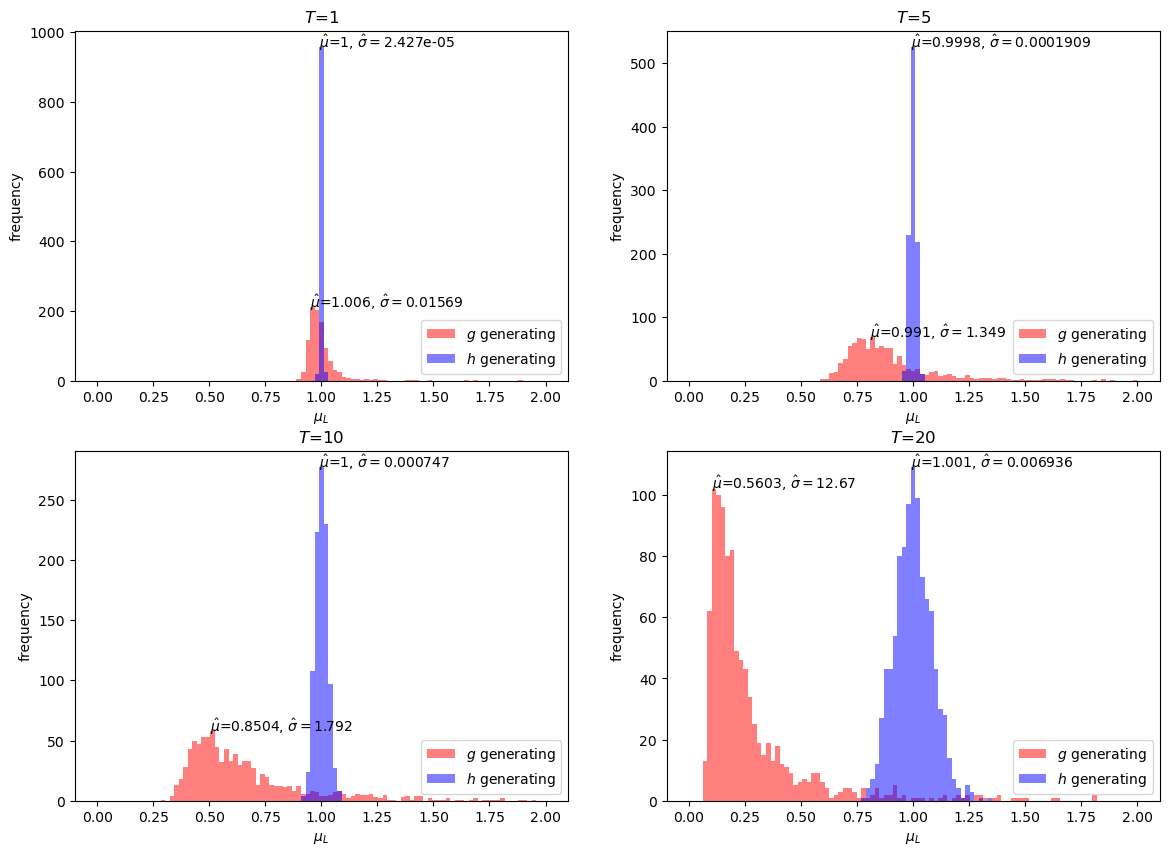 T=1
1000
800
600
400
200
0
frequency
μ̂=1, σ̂ = 2.427e-05
μ̂=1.006, σ̂ = 0.01569
g generating
h generating
0.00 0.25 0.50 0.75 1.00 1.25 1.50 1.75 2.00
μL
T=5
500
400
300
200
100
0
frequency
μ̂=0.9998, σ̂ = 0.0001909
μ̂=0.991, σ̂ = 1.349
g generating
h generating
0.00 0.25 0.50 0.75 1.00 1.25 1.50 1.75 2.00
μL
T=10
250
200
150
100
50
0
frequency
μ̂=1, σ̂ = 0.000747
μ̂=0.8504, σ̂ = 1.792
g generating
h generating
0.00 0.25 0.50 0.75 1.00 1.25 1.50 1.75 2.00
μL
T=20
100
80
60
40
20
0
frequency
μ̂=1.001, σ̂ = 0.006936
μ̂=0.5603, σ̂ = 12.67
g generating
h generating
0.00 0.25 0.50 0.75 1.00 1.25 1.50 1.75 2.00
μL